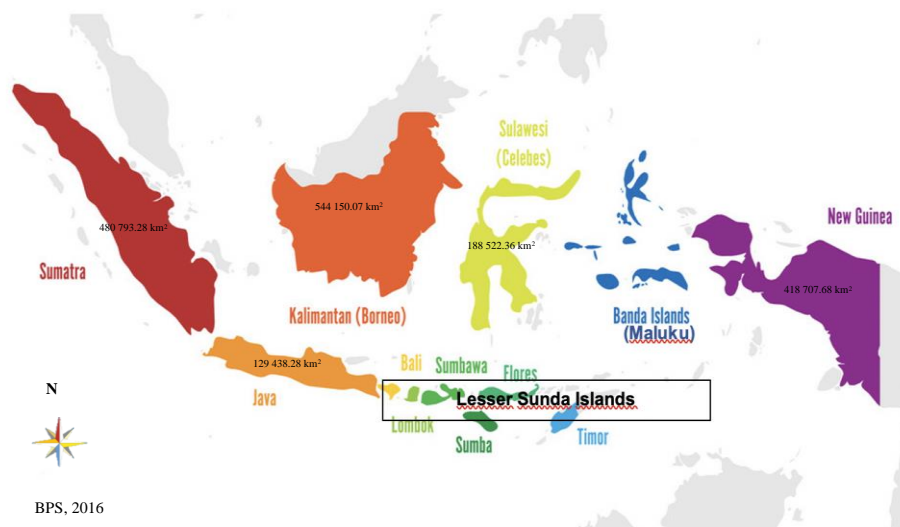 Sulawesi
(Celebes)
544 150.07 km²
New Guinea
480 793.28 km²
188 522.36 km²
Sumatra
418 707.68 km²
Kalimantan (Borneo)
Banda Islands
(Maluku)
129 438.28 km²
Bali
Sumbawa
Flores
Java
N
Lesser Sunda Islands
Lombok
Sumba
Timor
BPS, 2016